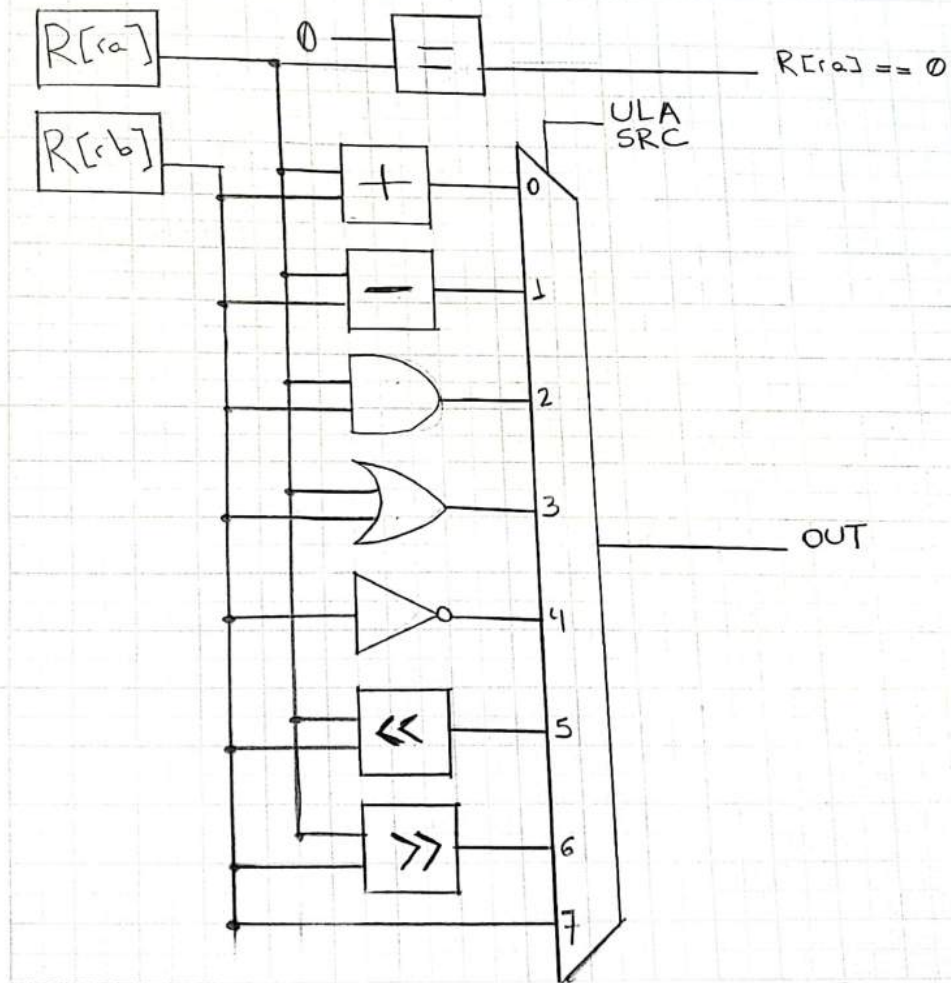 R[ra]
0
=
R[ra] == 0
R[rb]
ULA
SRC
+
0
-
1
2
3
OUT
4
<<
5
>>
6
7